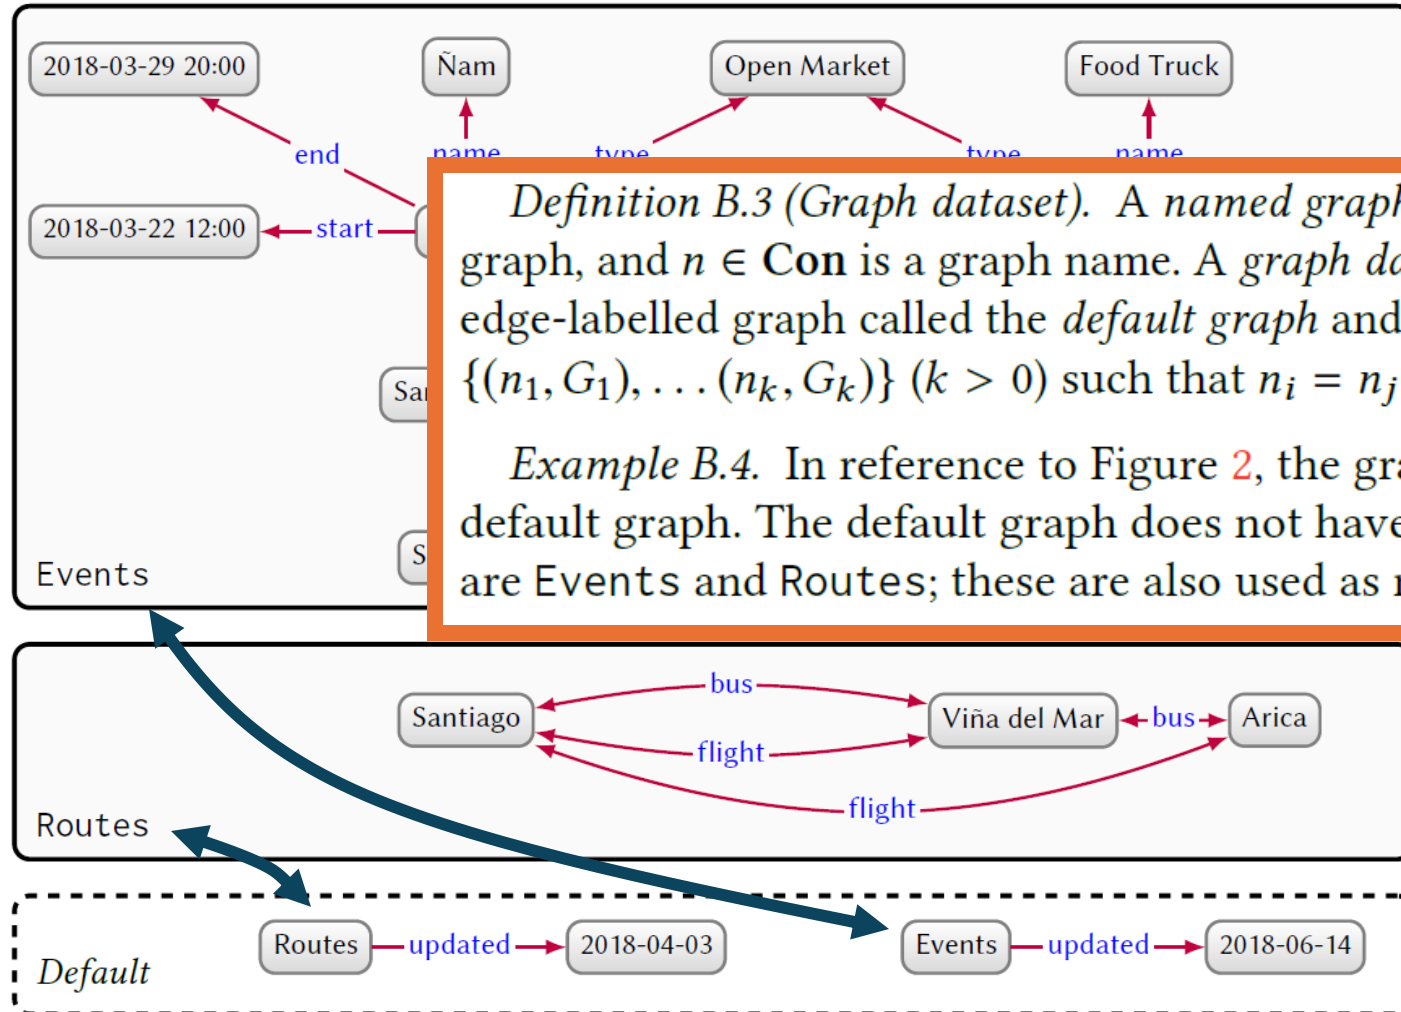 2018-03-29 20:00
Ñam
Open Market
Food Truck
end
name
type
type
name
2018-03-22 12:00
start
Definition B.3 (Graph dataset). A named graph
graph, and n ∈ Con is a graph name. A graph da
edge-labelled graph called the default graph and
{(n₁, G₁), . . . (nₖ, Gₖ)} (k > 0) such that nᵢ = nⱼ
Example B.4. In reference to Figure 2, the gra
default graph. The default graph does not have
are Events and Routes; these are also used as
Events
bus
Santiago
Viña del Mar
bus
Arica
flight
flight
Routes
Routes
updated
2018-04-03
Events
updated
2018-06-14
Default